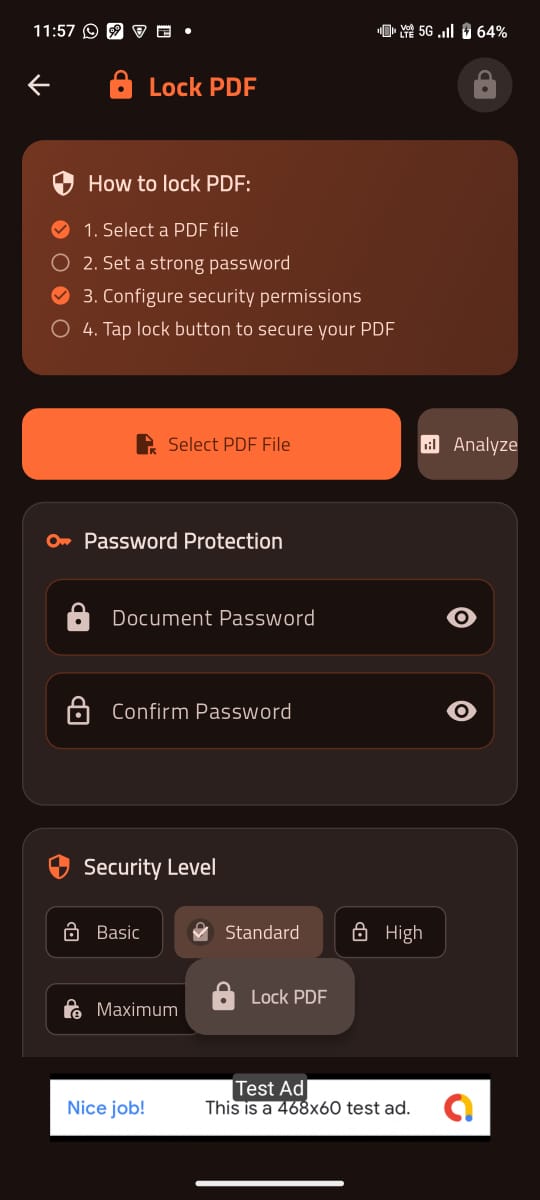 11:57
VoD LTE 5G 64%
Lock PDF
How to lock PDF:
1. Select a PDF file
2. Set a strong password
3. Configure security permissions
4. Tap lock button to secure your PDF
Select PDF File
Analyze
Password Protection
Document Password
Confirm Password
Security Level
Basic
Standard
High
Maximum
Lock PDF
Test Ad
Nice job!
This is a 468x60 test ad.